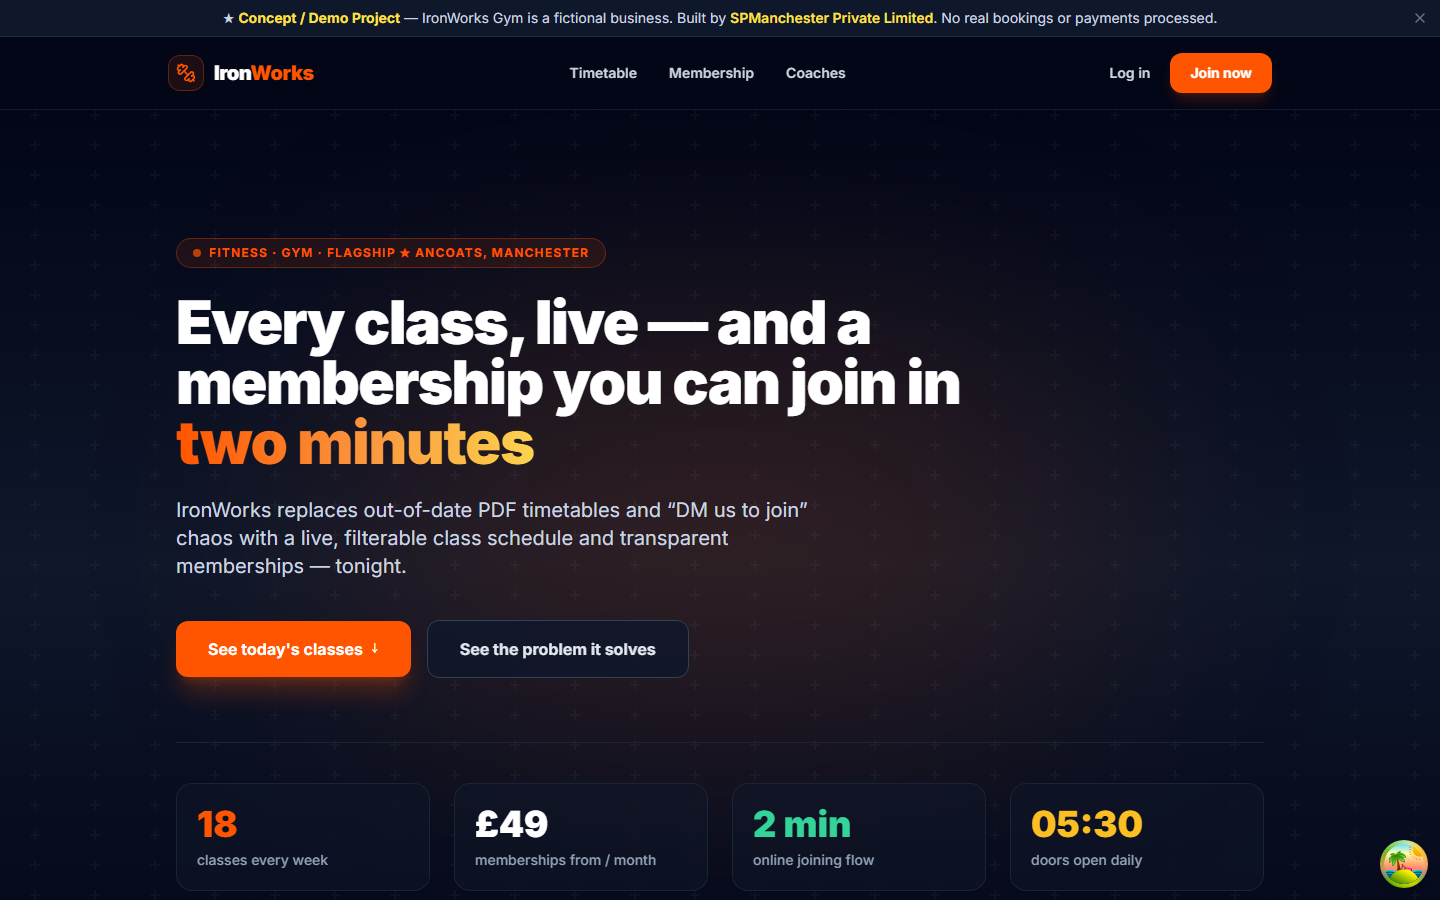 ★ Concept / Demo Project — IronWorks Gym is a fictional business. Built by SPManchester Private Limited. No real bookings or payments processed.
IronWorks
Timetable
Membership
Coaches
Log in
Join now
FITNESS · GYM · FLAGSHIP ★ ANCOATS, MANCHESTER
Every class, live — and a
membership you can join in
two minutes
IronWorks replaces out-of-date PDF timetables and “DM us to join”
chaos with a live, filterable class schedule and transparent
memberships — tonight.
See today's classes ↓
See the problem it solves
18
classes every week
£49
memberships from / month
2 min
online joining flow
05:30
doors open daily